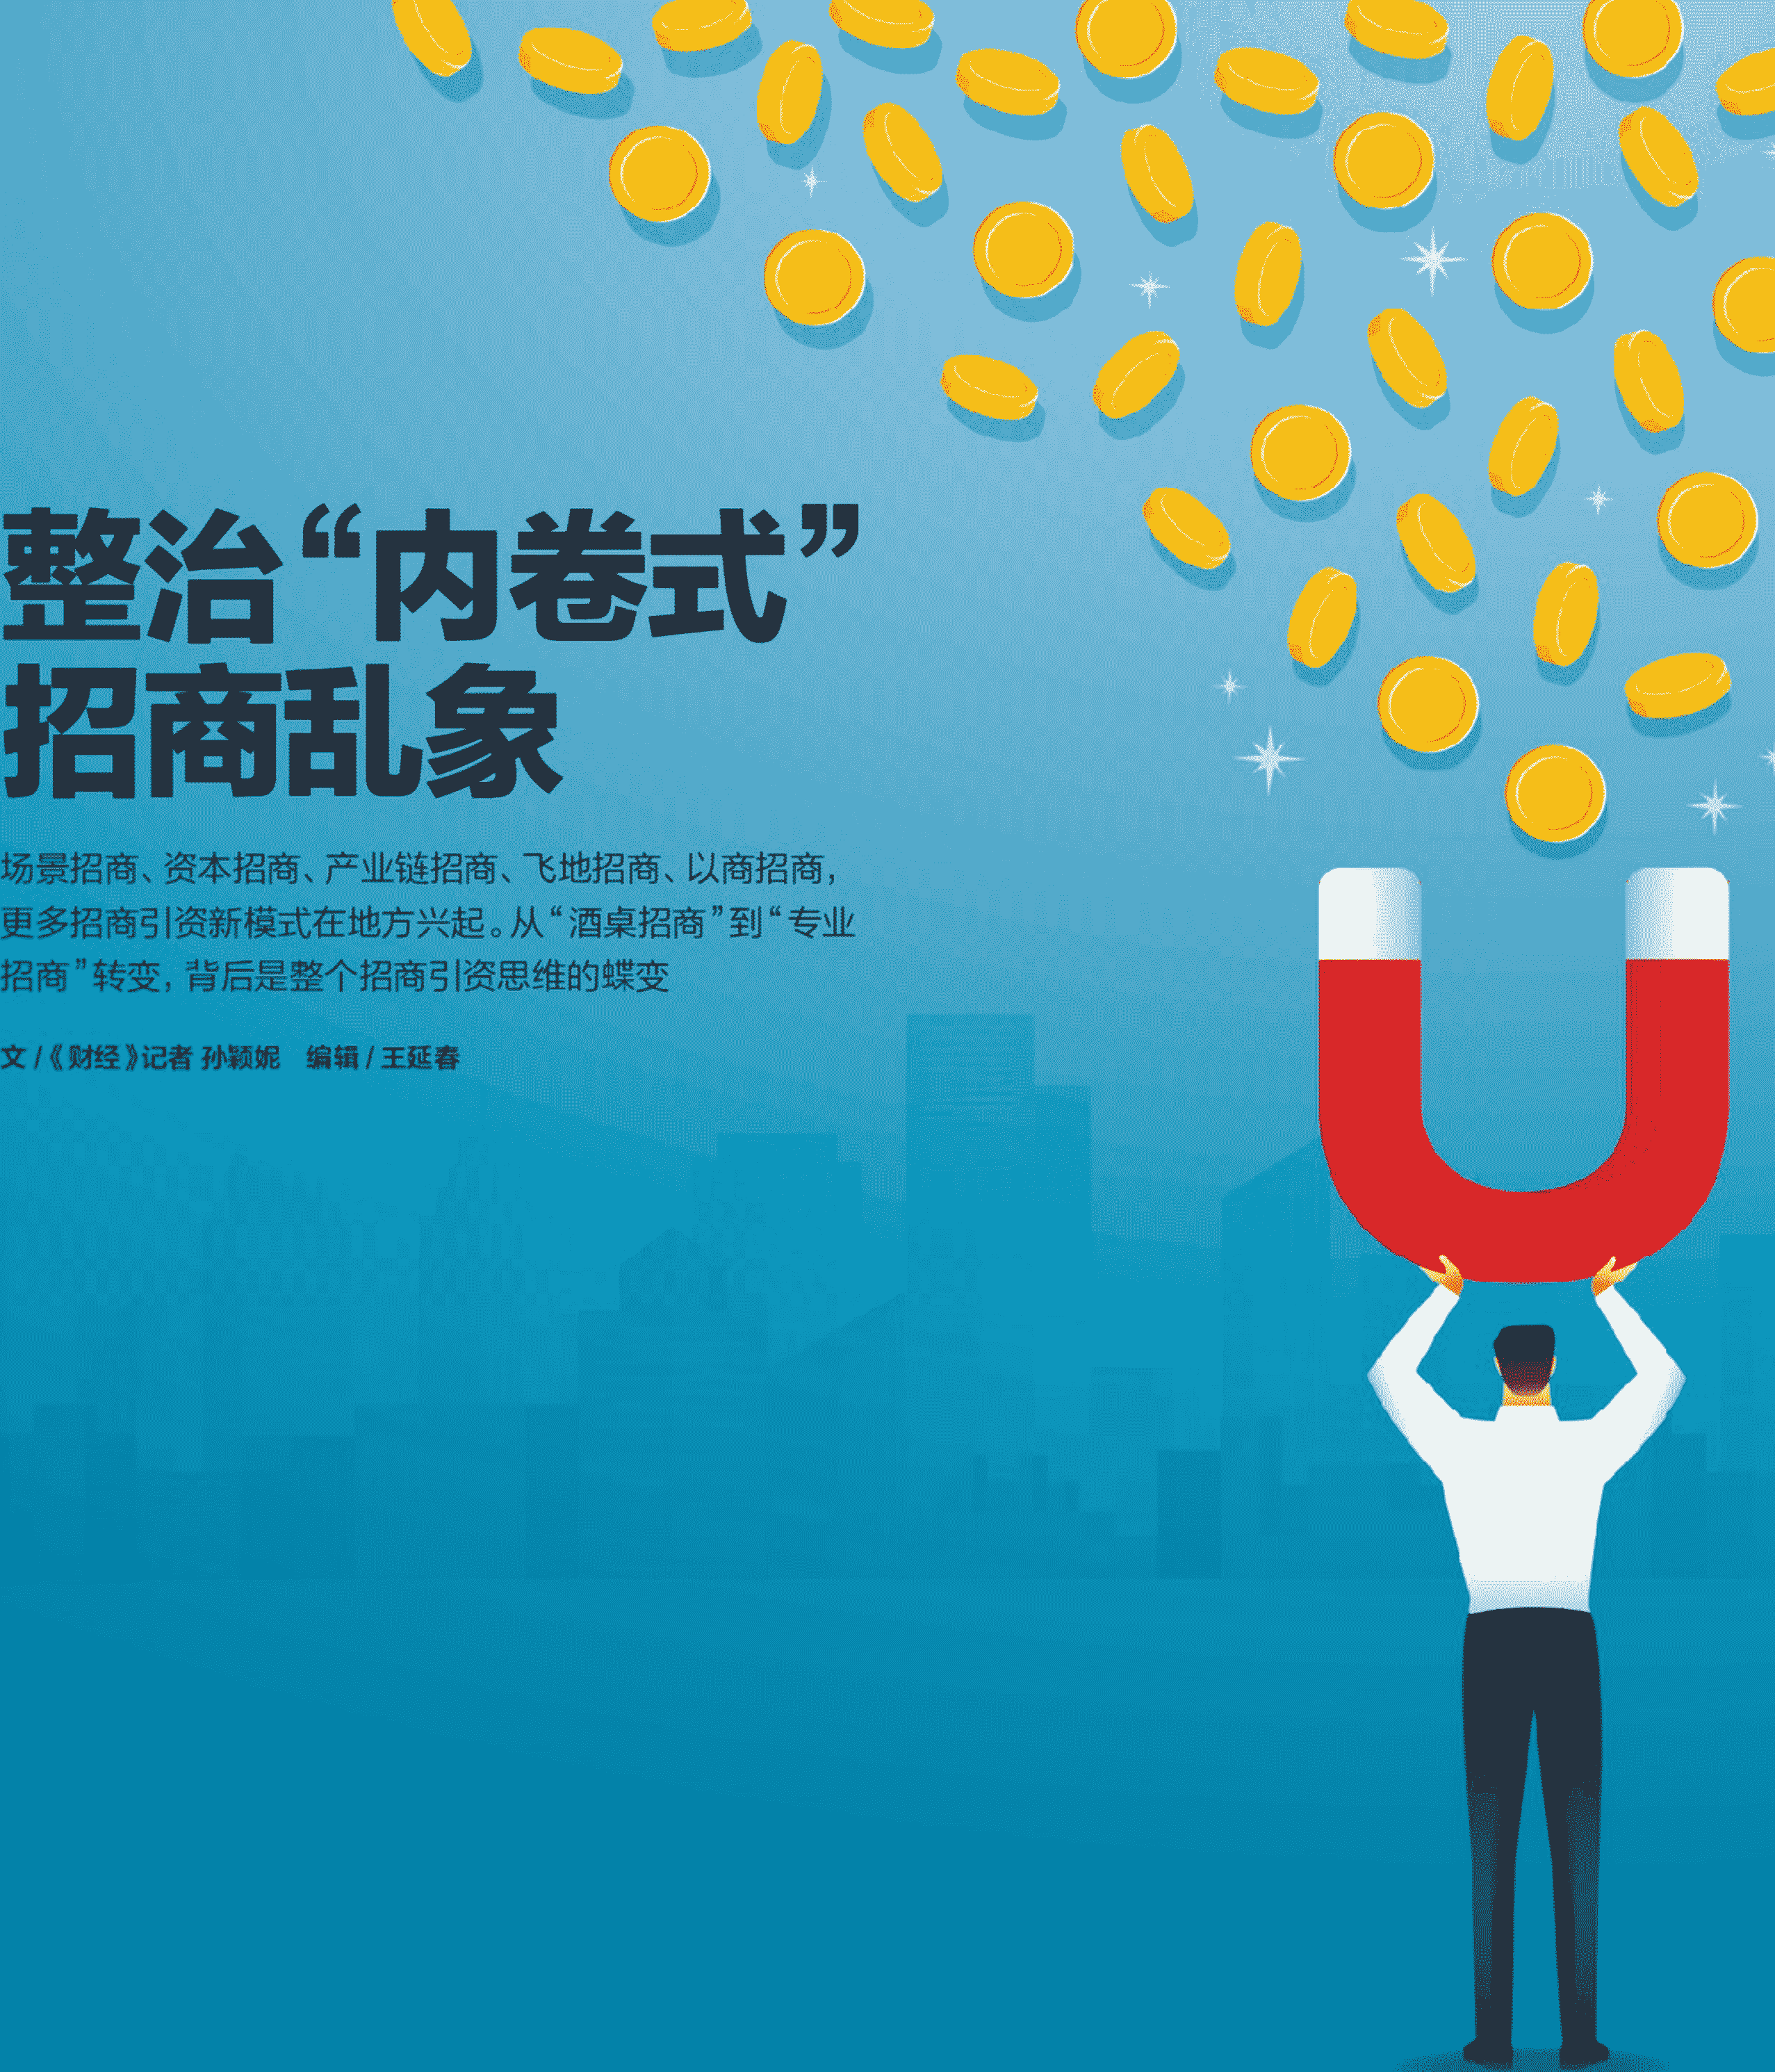 整治“内卷式”
招商乱象
场景招商、资本招商、产业链招商、飞地招商、以商招商，
更多招商引资新模式在地方兴起。从“酒桌招商”到“专业
招商”转变，背后是整个招商引资思维的蝶变
文 /《财经》记者 孙颖妮　编辑 / 王延春